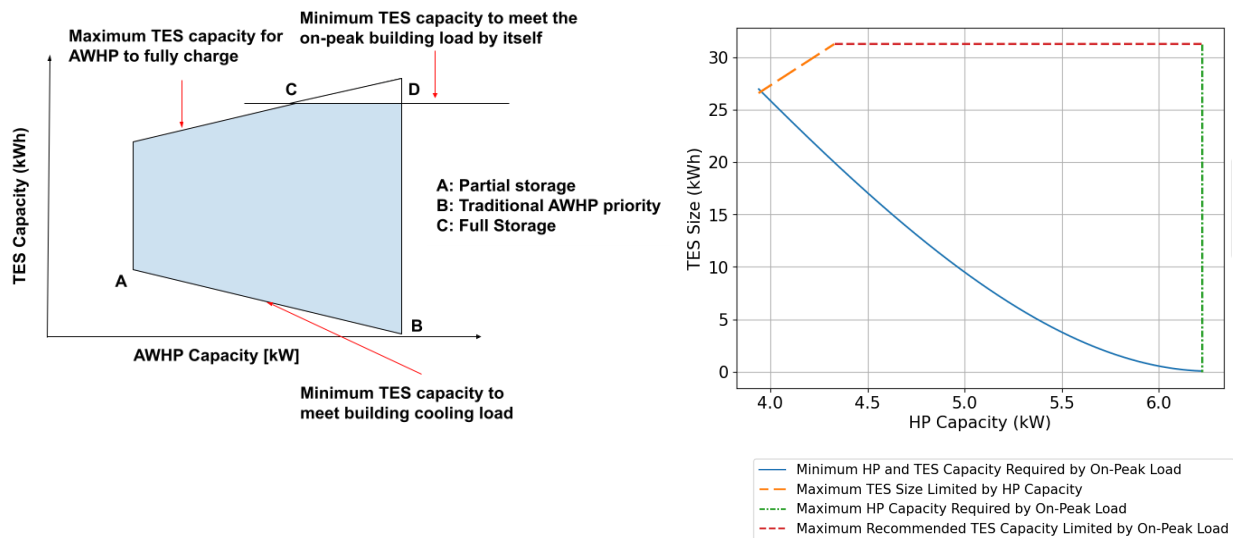 Maximum TES capacity for
AWHP to fully charge
Minimum TES capacity to meet the
on-peak building load by itself
C
D
A: Partial storage
B: Traditional AWHP priority
C: Full Storage
TES Capacity (kWh)
A
B
AWHP Capacity [kW]
Minimum TES capacity to
meet building cooling load
30
25
20
15
10
5
0
TES Size (kWh)
4.0 4.5 5.0 5.5 6.0
HP Capacity (kW)
Minimum HP and TES Capacity Required by On-Peak Load
Maximum TES Size Limited by HP Capacity
Maximum HP Capacity Required by On-Peak Load
Maximum Recommended TES Capacity Limited by On-Peak Load